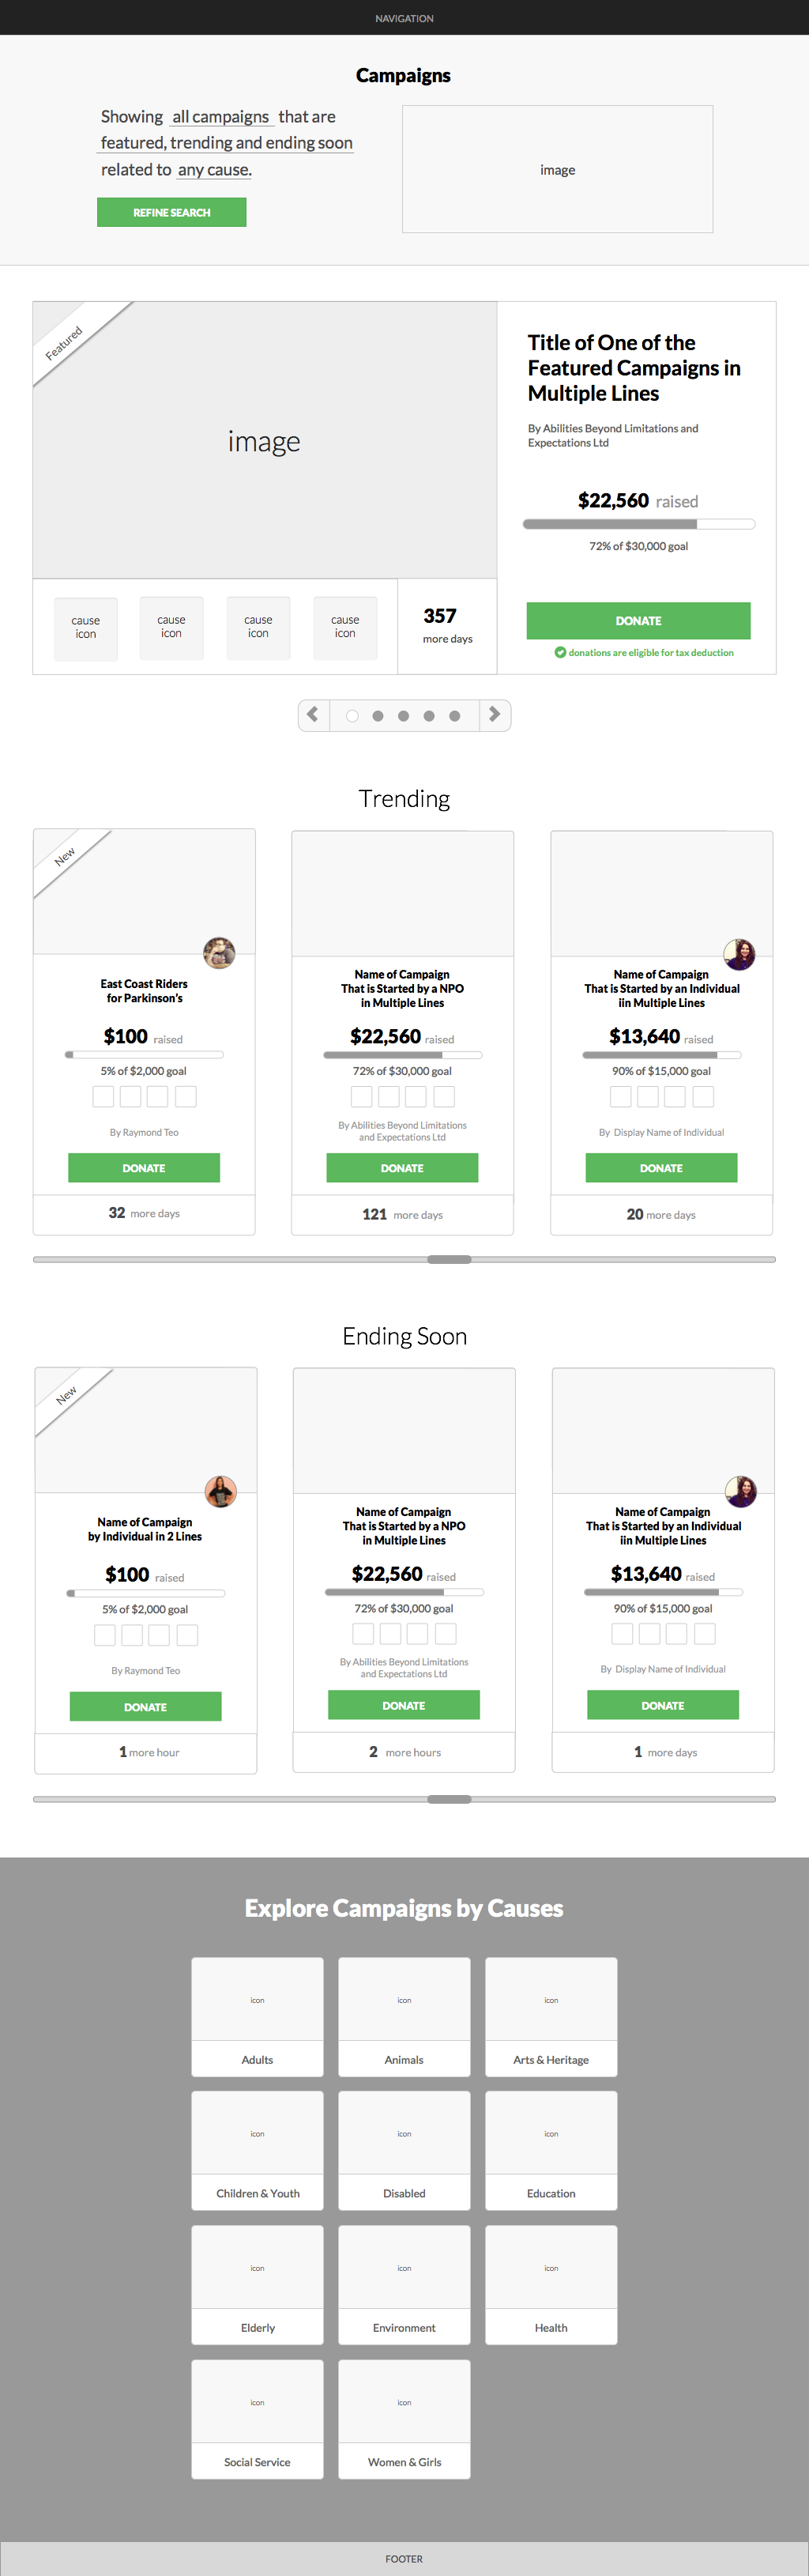 NAVIGATION
Campaigns
Showing all campaigns that are
featured, trending and ending soon
related to any cause.
REFINE SEARCH
image
Featured
image
Title of One of the
Featured Campaigns in
Multiple Lines
By Abilities Beyond Limitations and
Expectations Ltd
$22,560 raised
72% of $30,000 goal
cause
icon
cause
icon
cause
icon
cause
icon
357
more days
DONATE
donations are eligible for tax deduction
Trending
New
East Coast Riders
for Parkinson's
$100 raised
5% of $2,000 goal
By Raymond Teo
DONATE
32 more days
Name of Campaign
That is Started by a NPO
in Multiple Lines
$22,560 raised
72% of $30,000 goal
By Abilities Beyond Limitations
and Expectations Ltd
DONATE
121 more days
Name of Campaign
That is Started by an Individual
iin Multiple Lines
$13,640 raised
90% of $15,000 goal
By Display Name of Individual
DONATE
20 more days
Ending Soon
New
Name of Campaign
by Individual in 2 Lines
$100 raised
5% of $2,000 goal
By Raymond Teo
DONATE
1 more hour
Name of Campaign
That is Started by a NPO
in Multiple Lines
$22,560 raised
72% of $30,000 goal
By Abilities Beyond Limitations
and Expectations Ltd
DONATE
2 more hours
Name of Campaign
That is Started by an Individual
iin Multiple Lines
$13,640 raised
90% of $15,000 goal
By Display Name of Individual
DONATE
1 more days
Explore Campaigns by Causes
icon
Adults
icon
Animals
icon
Arts & Heritage
icon
Children & Youth
icon
Disabled
icon
Education
icon
Elderly
icon
Environment
icon
Health
icon
Social Service
icon
Women & Girls
FOOTER